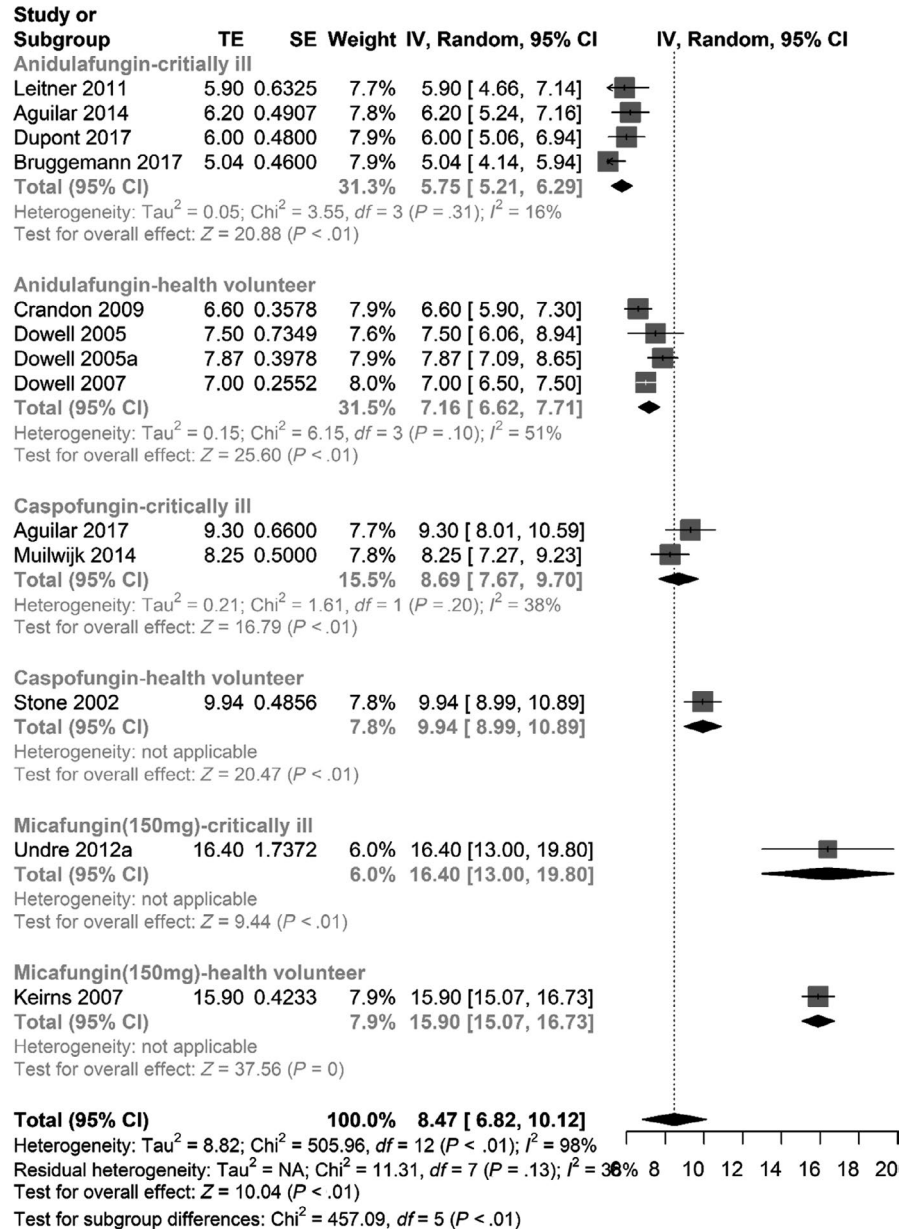 Study or
Subgroup TE SE Weight IV, Random, 95% CI IV, Random, 95% CI
Anidulafungin-critially ill
Leitner 2011 5.90 0.6325 7.7% 5.90 [ 4.66, 7.14]
Aguilar 2014 6.20 0.4907 7.8% 6.20 [ 5.24, 7.16]
Dupont 2017 6.00 0.4800 7.9% 6.00 [ 5.06, 6.94]
Bruggemann 2017 5.04 0.4600 7.9% 5.04 [ 4.14, 5.94]
Total (95% CI) 31.3% 5.75 [ 5.21, 6.29]
Heterogeneity: Tau² = 0.05; Chi² = 3.55, df = 3 (P = .31); I² = 16%
Test for overall effect: Z = 20.88 (P < .01)
Anidulafungin-health volunteer
Crandon 2009 6.60 0.3578 7.9% 6.60 [ 5.90, 7.30]
Dowell 2005 7.50 0.7349 7.6% 7.50 [ 6.06, 8.94]
Dowell 2005a 7.87 0.3978 7.9% 7.87 [ 7.09, 8.65]
Dowell 2007 7.00 0.2552 8.0% 7.00 [ 6.50, 7.50]
Total (95% CI) 31.5% 7.16 [ 6.62, 7.71]
Heterogeneity: Tau² = 0.15; Chi² = 6.15, df = 3 (P = .10); I² = 51%
Test for overall effect: Z = 25.60 (P < .01)
Caspofungin-critically ill
Aguilar 2017 9.30 0.6600 7.7% 9.30 [ 8.01, 10.59]
Muilwijk 2014 8.25 0.5000 7.8% 8.25 [ 7.27, 9.23]
Total (95% CI) 15.5% 8.69 [ 7.67, 9.70]
Heterogeneity: Tau² = 0.21; Chi² = 1.61, df = 1 (P = .20); I² = 38%
Test for overall effect: Z = 16.79 (P < .01)
Caspofungin-health volunteer
Stone 2002 9.94 0.4856 7.8% 9.94 [ 8.99, 10.89]
Total (95% CI) 7.8% 9.94 [ 8.99, 10.89]
Heterogeneity: not applicable
Test for overall effect: Z = 20.47 (P < .01)
Micafungin(150mg)-critically ill
Undre 2012a 16.40 1.7372 6.0% 16.40 [13.00, 19.80]
Total (95% CI) 6.0% 16.40 [13.00, 19.80]
Heterogeneity: not applicable
Test for overall effect: Z = 9.44 (P < .01)
Micafungin(150mg)-health volunteer
Keirns 2007 15.90 0.4233 7.9% 15.90 [15.07, 16.73]
Total (95% CI) 7.9% 15.90 [15.07, 16.73]
Heterogeneity: not applicable
Test for overall effect: Z = 37.56 (P = 0)
Total (95% CI) 100.0% 8.47 [ 6.82, 10.12]
Heterogeneity: Tau² = 8.82; Chi² = 505.96, df = 12 (P < .01); I² = 98%
Residual heterogeneity: Tau² = NA; Chi² = 11.31, df = 7 (P = .13); I² = 8 10 12 14 16 18 20
Test for overall effect: Z = 10.04 (P < .01)
Test for subgroup differences: Chi² = 457.09, df = 5 (P < .01)